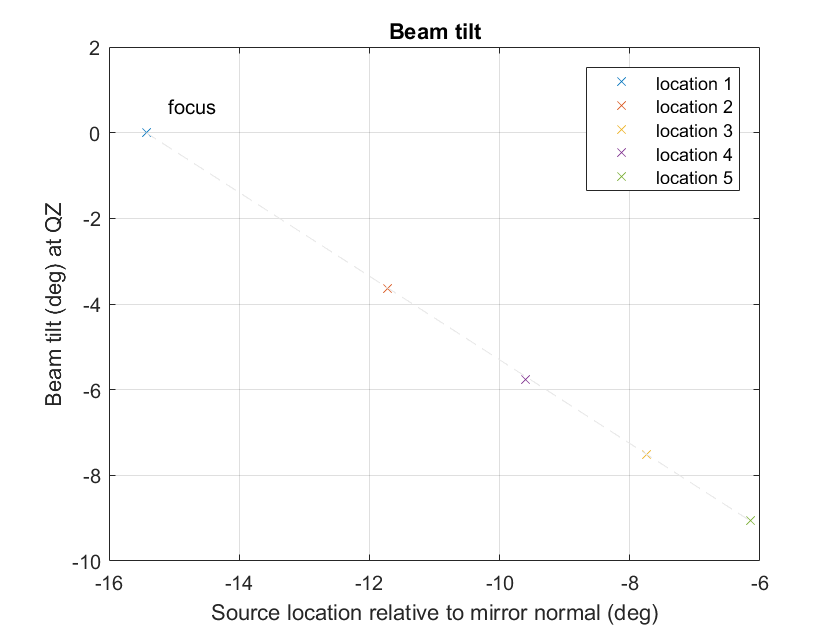 Beam tilt
focus
location 1
location 2
location 3
location 4
location 5
2
0
-2
-4
-6
-8
-10
-16
-14
-12
-10
-8
-6
Beam tilt (deg) at QZ
Source location relative to mirror normal (deg)